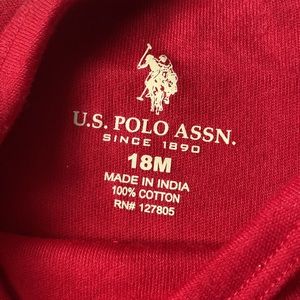 U.S. POLO ASSN.
SINCE 1890
18M
MADE IN INDIA
100% COTTON
RN# 127805